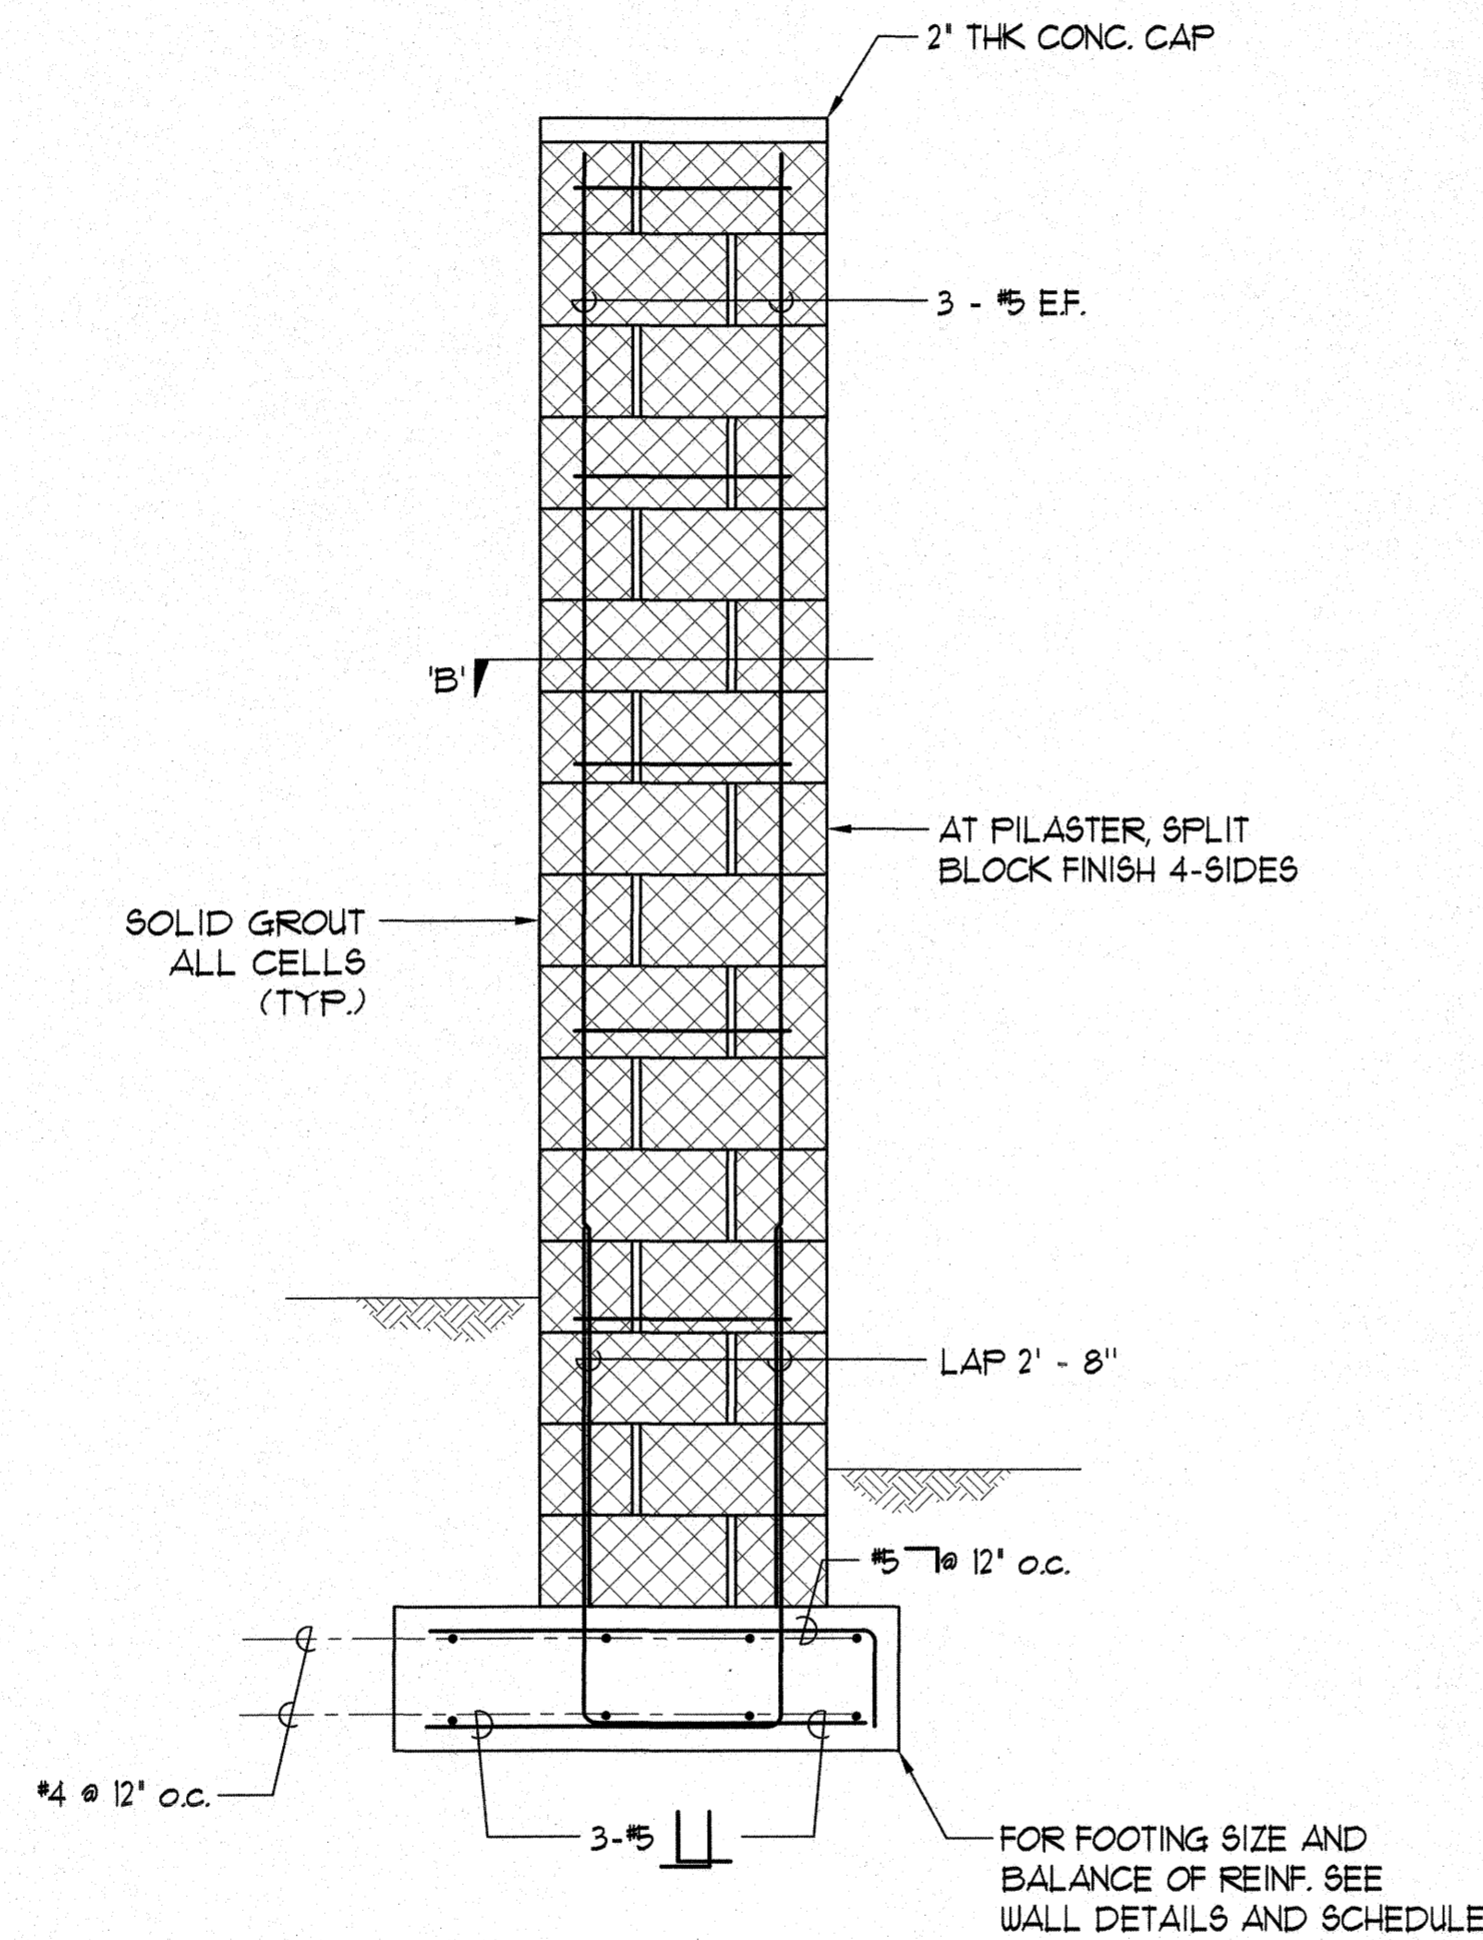 2" THK CONC. CAP
3 - #5 E.F.
'B'
AT PILASTER, SPLIT
BLOCK FINISH 4-SIDES
SOLID GROUT
ALL CELLS
(TYP.)
LAP 2' - 8"
#5 @ 12" O.C.
#4 @ 12" O.C.
3-#5
FOR FOOTING SIZE AND
BALANCE OF REINF. SEE
WALL DETAILS AND SCHEDULE